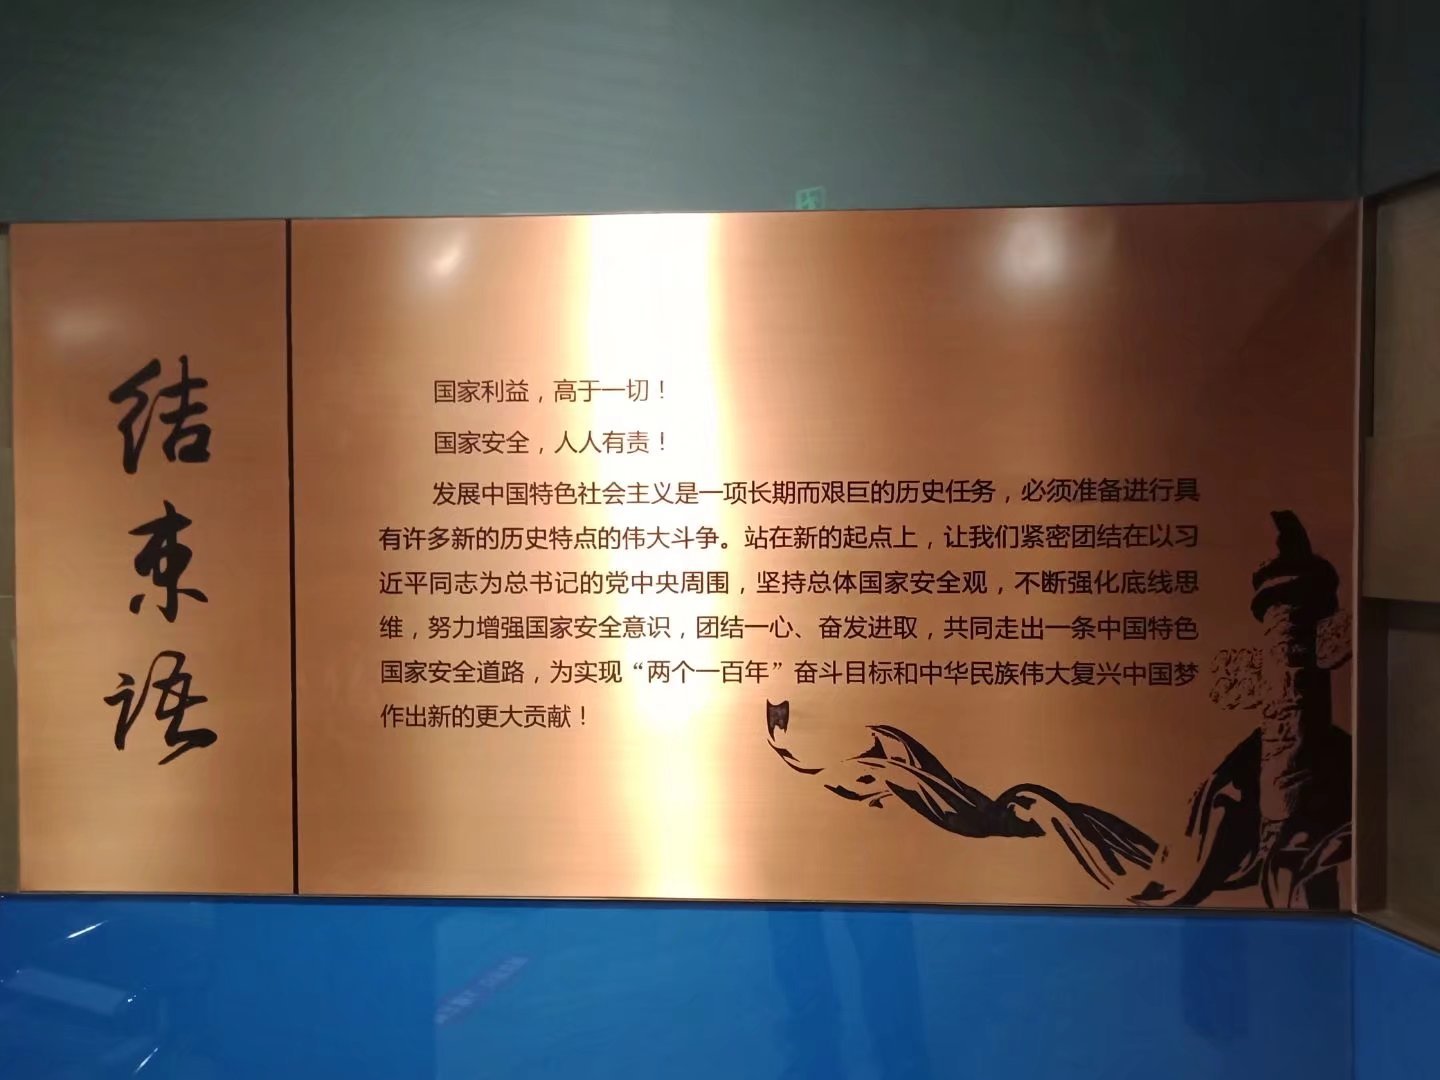 结束语
国家利益，高于一切！
国家安全，人人有责！
发展中国特色社会主义是一项长期而艰巨的历史任务，必须准备进行具
有许多新的历史特点的伟大斗争。站在新的起点上，让我们紧密团结在以习
近平同志为总书记的党中央周围，坚持总体国家安全观，不断强化底线思
维，努力增强国家安全意识，团结一心、奋发进取，共同走出一条中国特色
国家安全道路，为实现“两个一百年”奋斗目标和中华民族伟大复兴中国梦
作出新的更大贡献！